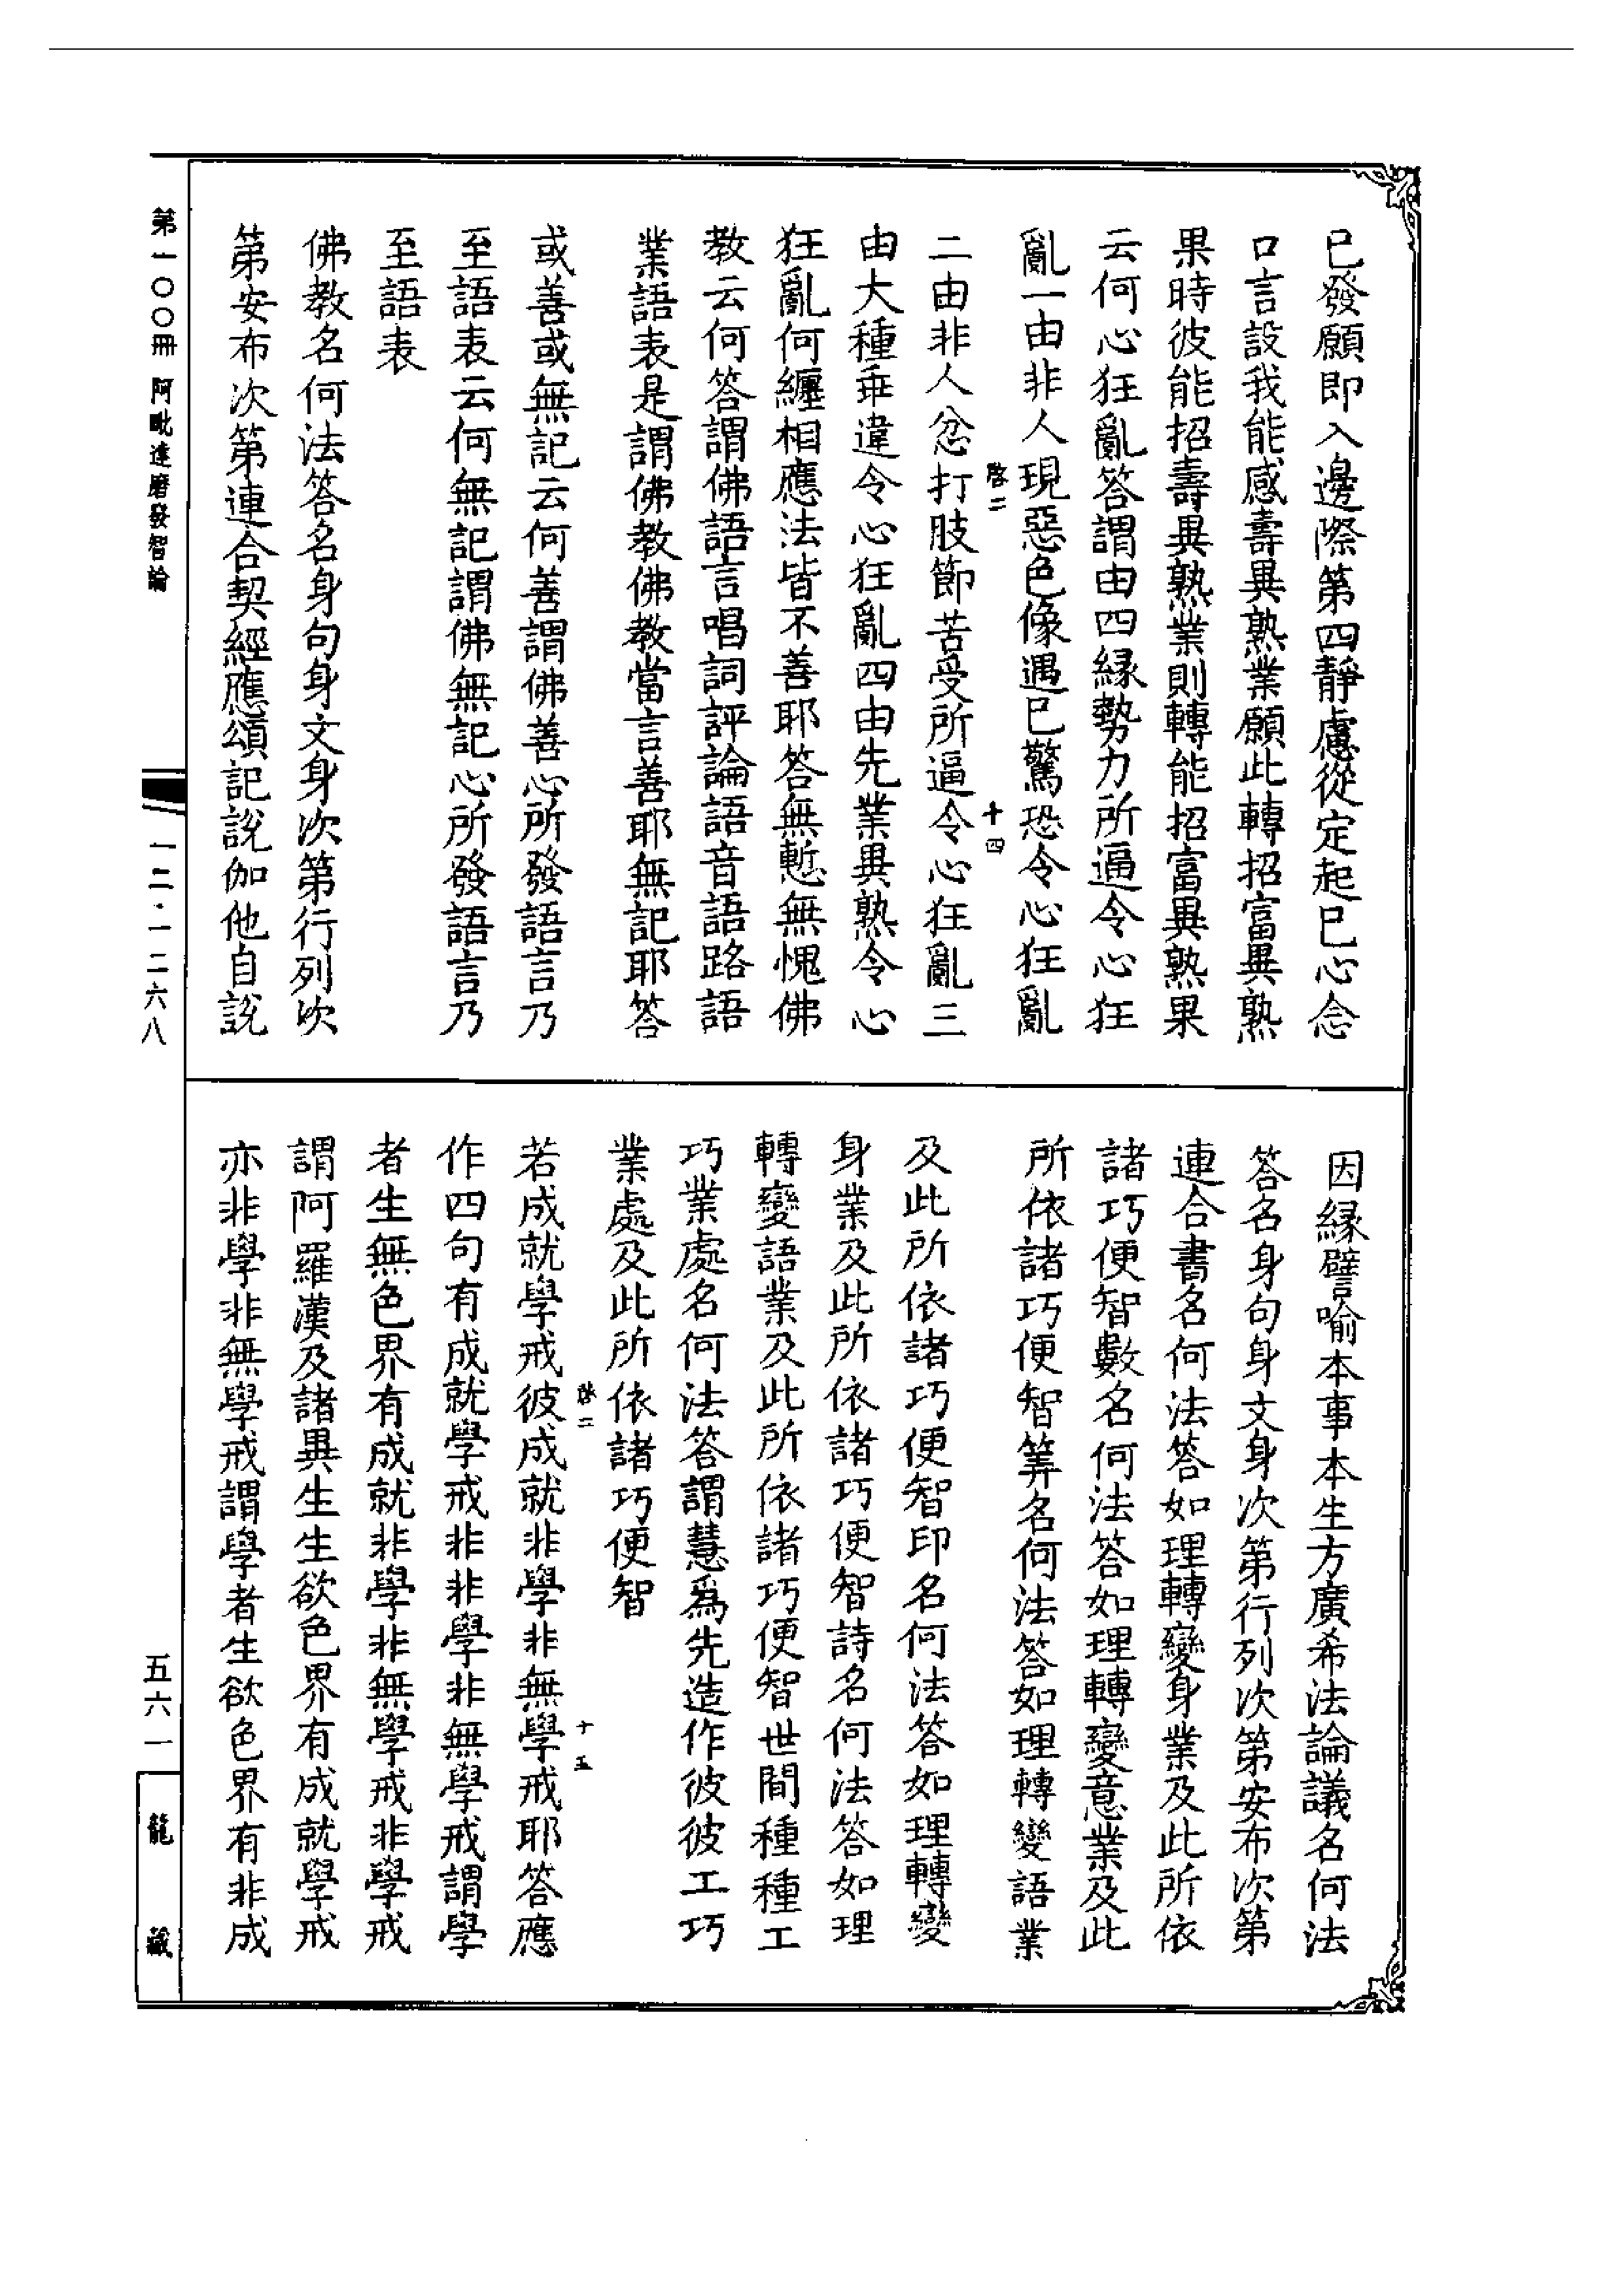 已發願即入邊際第四靜慮從定起已心念
口言設我能感壽異熟業願此轉招富異熟
果時彼能招壽異熟業則轉能招富異熟果
云何心狂亂答謂由四緣勢力所逼令心狂
亂一由非人現惡色像遇已驚恐令心狂亂
啓二 十四
二由非人忿打肢節苦受所逼令心狂亂三
由大種乖違令心狂亂四由先業異熟令心
狂亂何纏相應法皆不善耶答無慙無愧佛
教云何答謂佛語言唱詞評論語音語路語
業語表是謂佛教佛教當言善耶無記耶答
或善或無記云何善謂佛善心所發語言乃
至語表云何無記謂佛無記心所發語言乃
至語表
佛教名何法答名身句身文身次第行列次
第安布次第連合契經應頌記說伽他自說
因緣譬喻本事本生方廣希法論議名何法
答名身句身文身次第行列次第安布次第
連合書名何法答如理轉變身業及此所依
諸巧便智數名何法答如理轉變意業及此
所依諸巧便智筭名何法答如理轉變語業
及此所依諸巧便智印名何法答如理轉變
身業及此所依諸巧便智詩名何法答如理
轉變語業及此所依諸巧便智世間種種工
巧業處名何法答謂慧爲先造作彼彼工巧
業處及此所依諸巧便智
啓二 十五
若成就學戒彼成就非學非無學戒耶答應
作四句有成就學戒非非學非無學戒謂學
者生無色界有成就非學非無學戒非學戒
謂阿羅漢及諸異生生欲色界有成就學戒
亦非學非無學戒謂學者生欲色界有非成
第一〇〇冊 阿毗達磨發智論
一二·一二六八
五六一
龍藏